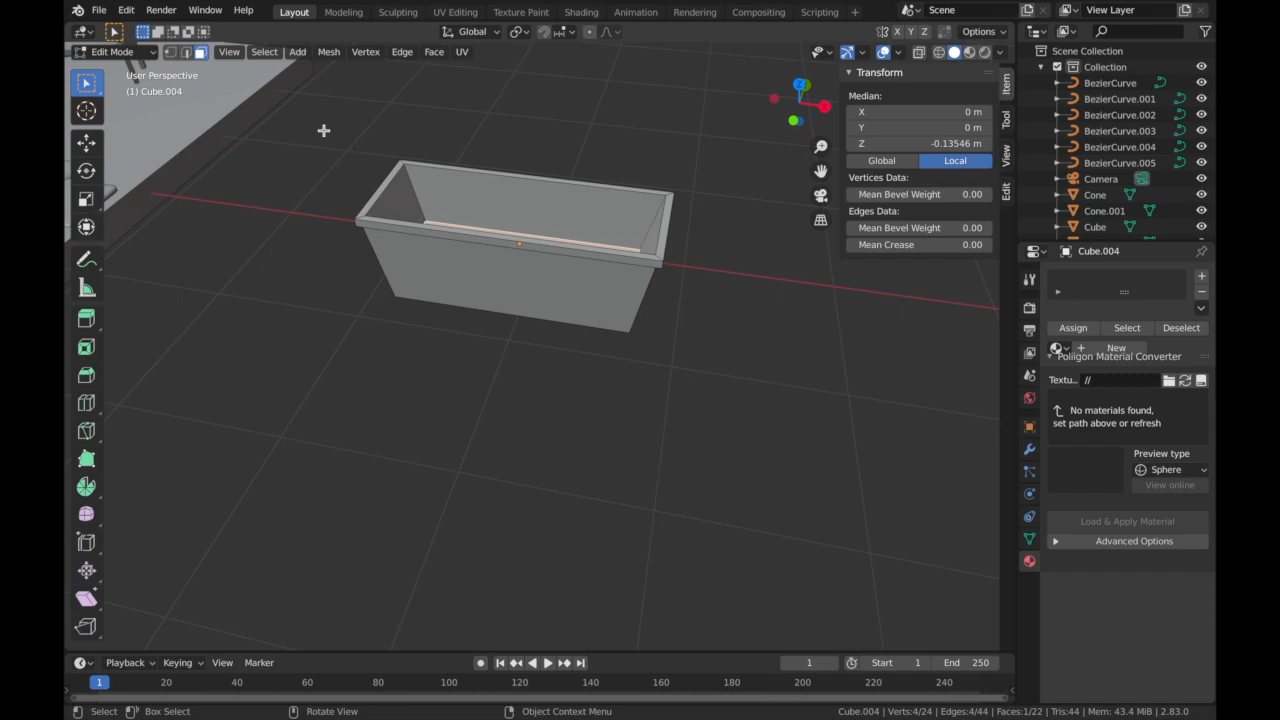 File Edit Render Window Help Layout Modeling Sculpting UV Editing Texture Paint Shading Animation Rendering Compositing Scripting + Scene View Layer
Global Options
Edit Mode View Select Add Mesh Vertex Edge Face UV
X Y Z
User Perspective
(1) Cube.004
Transform
Median:
X 0 m
Y 0 m
Z -0.13546 m
Global Local
Vertices Data:
Mean Bevel Weight 0.00
Edges Data:
Mean Bevel Weight 0.00
Mean Crease 0.00
Item
Tool
View
Edit
Scene Collection
Collection
BezierCurve
BezierCurve.001
BezierCurve.002
BezierCurve.003
BezierCurve.004
BezierCurve.005
Camera
Cone
Cone.001
Cube
Cube.004
Assign Select Deselect
+ New
Poliigon Material Converter
Textu... //
No materials found,
set path above or refresh
Preview type
Sphere
View online
Load & Apply Material
Advanced Options
Playback Keying View Marker 1 Start 1 End 250
1 20 40 60 80 100 120 140 160 180 200 220 240
Select Box Select Rotate View Object Context Menu Cube.004 | Verts:4/24 | Edges:4/44 | Faces:1/22 | Tris:44 | Mem: 43.4 MiB | 2.83.0